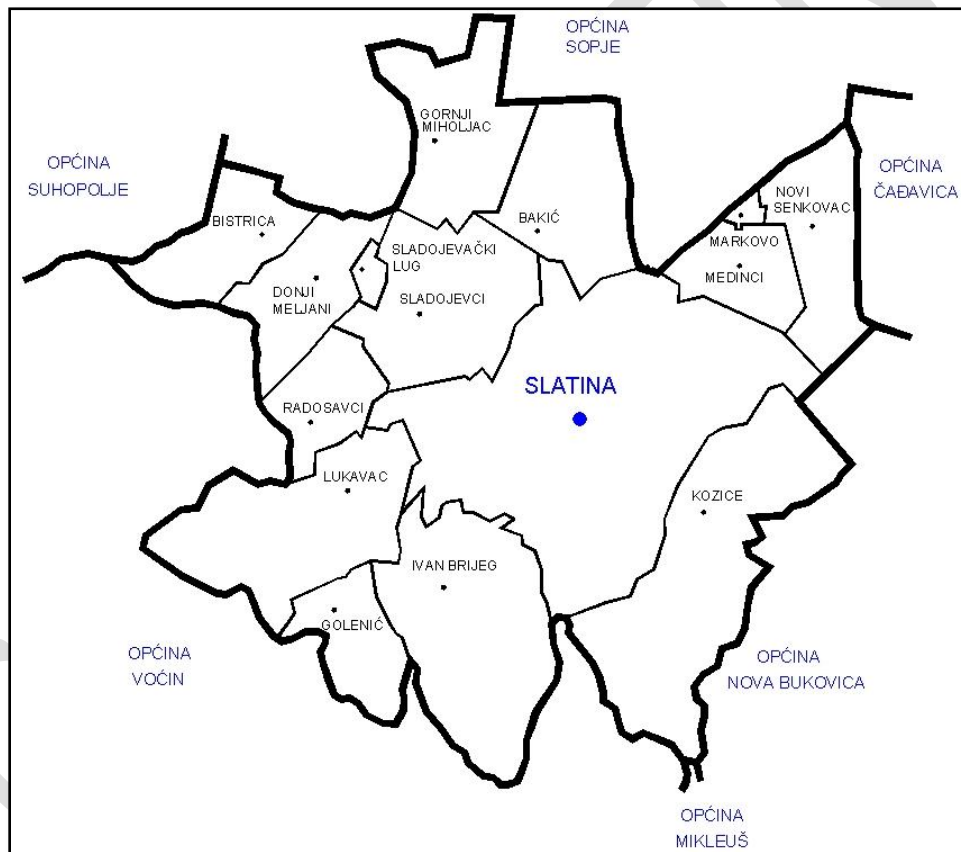 OPĆINA
SOPJE
GORNJI
MIHOLJAC
OPĆINA
SUHOPOLJE
OPĆINA
ČAĐAVICA
NOVI
SENKOVAC
BISTRICA
BAKIĆ
MARKOVO
SLADOJEVAČKI
LUG
MEDINCI
DONJI
MELJANI
SLADOJEVCI
SLATINA
RADOSAVCI
LUKAVAC
KOZICE
IVAN BRIJEG
GOLENIĆ
OPĆINA
VOĆIN
OPĆINA
NOVA BUKOVICA
OPĆINA
MIKLEUŠ